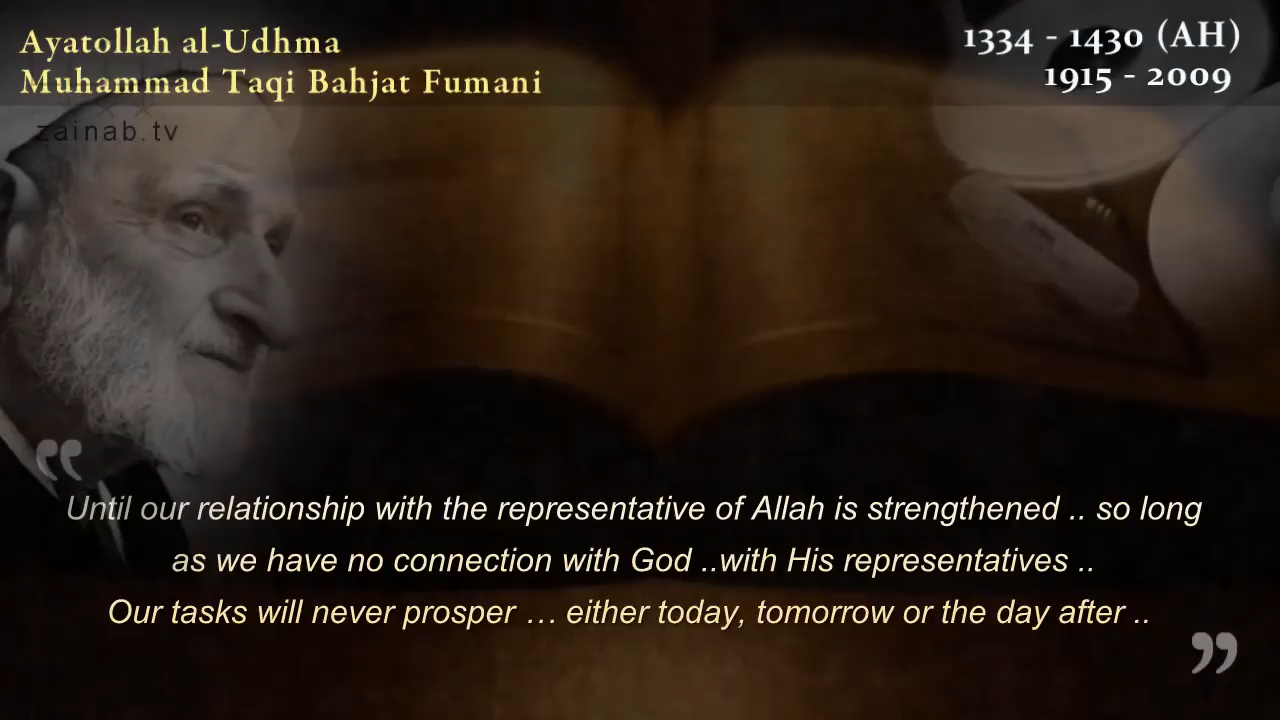 Ayatollah al-Udhma
Muhammad Taqi Bahjat Fumani
1334 - 1430 (AH)
1915 - 2009
zainab.tv
“
Until our relationship with the representative of Allah is strengthened .. so long
as we have no connection with God ..with His representatives ..
Our tasks will never prosper … either today, tomorrow or the day after ..
”